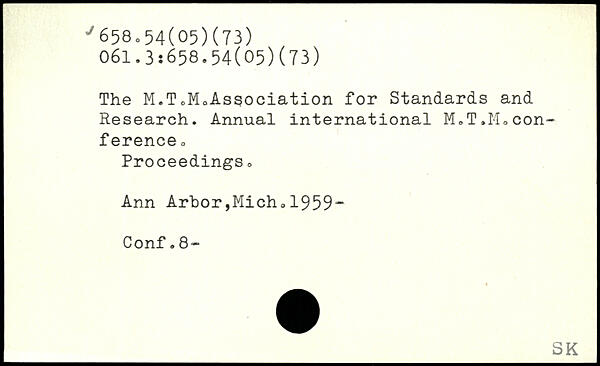 658.54(05)(73)
061.3:658.54(05)(73)
The M.T.M.Association for Standards and
Research. Annual international M.T.M.con-
ference.
Proceedings.
Ann Arbor,Mich.1959-
Conf.8-
SK